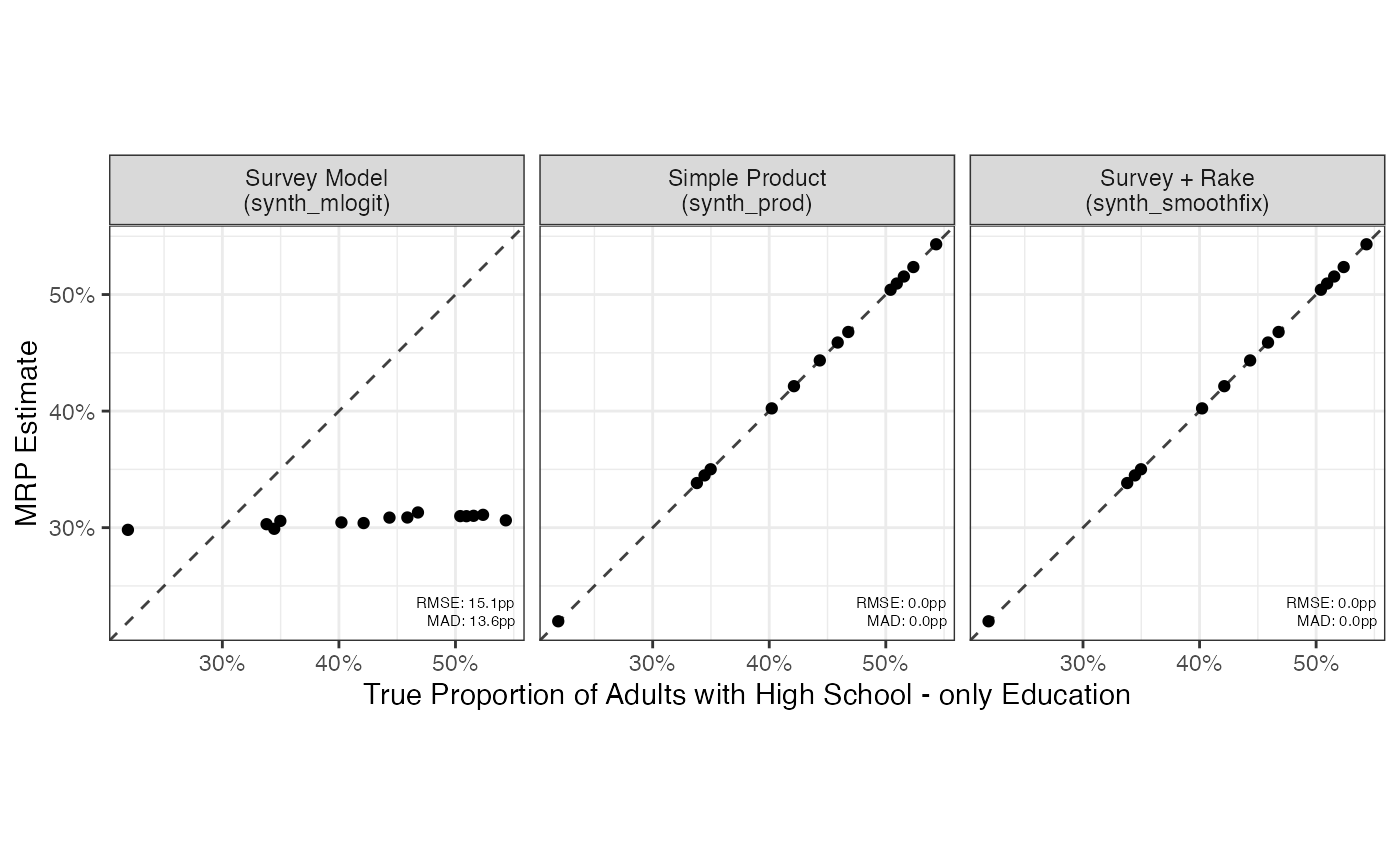 Survey Model
(synth_mlogit)
Simple Product
(synth_prod)
Survey + Rake
(synth_smoothfix)
MRP Estimate
50%
40%
30%
RMSE: 15.1pp
MAD: 13.6pp
RMSE: 0.0pp
MAD: 0.0pp
RMSE: 0.0pp
MAD: 0.0pp
30% 40% 50%
30% 40% 50%
30% 40% 50%
True Proportion of Adults with High School - only Education